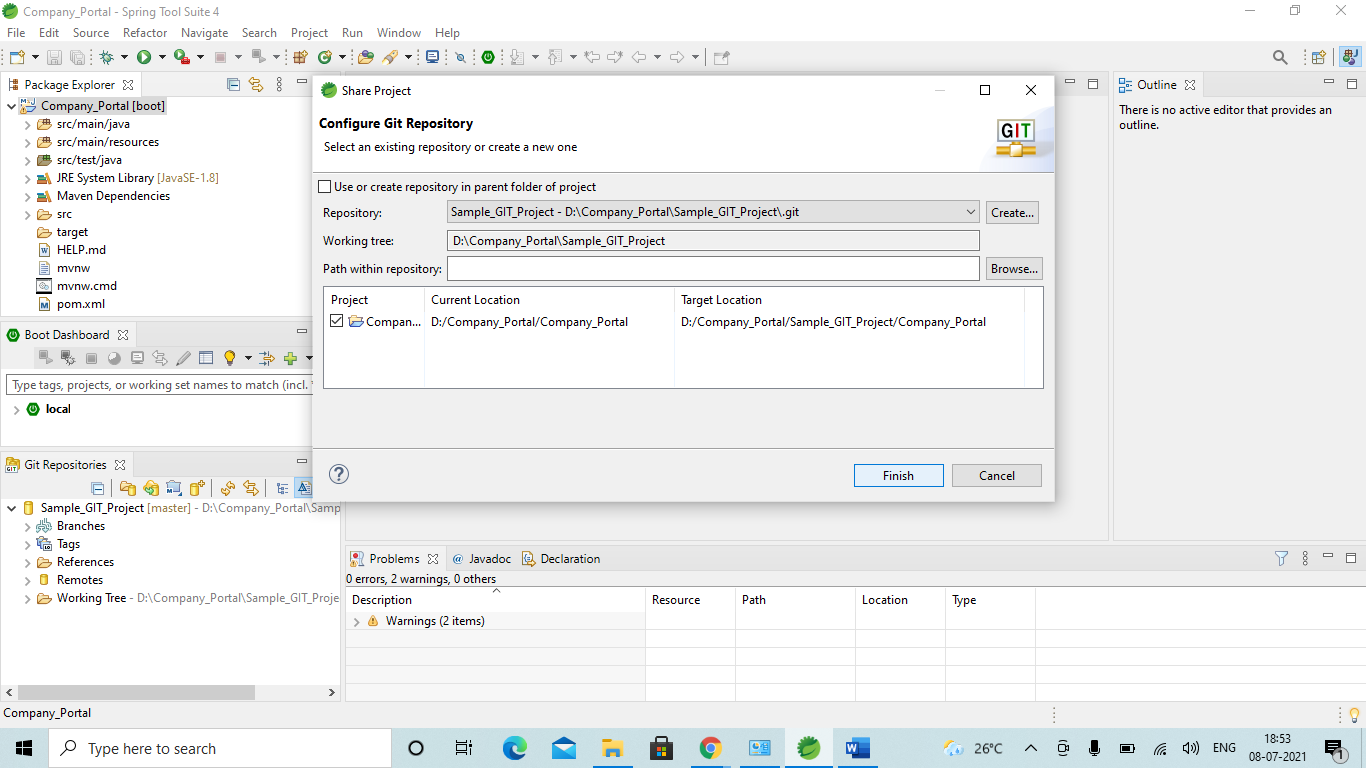 Company_Portal - Spring Tool Suite 4
File Edit Source Refactor Navigate Search Project Run Window Help
Package Explorer
Company_Portal [boot]
src/main/java
src/main/resources
src/test/java
JRE System Library [JavaSE-1.8]
Maven Dependencies
src
target
HELP.md
mvnw
mvnw.cmd
pom.xml
Boot Dashboard
Type tags, projects, or working set names to match (incl. 
local
Git Repositories
Sample_GIT_Project [master] - D:\Company_Portal\Samp
Branches
Tags
References
Remotes
Working Tree - D:\Company_Portal\Sample_GIT_Proje
Share Project
Configure Git Repository
Select an existing repository or create a new one
GIT
Use or create repository in parent folder of project
Repository: Sample_GIT_Project - D:\Company_Portal\Sample_GIT_Project\.git Create...
Working tree: D:\Company_Portal\Sample_GIT_Project
Path within repository: Browse...
Project Current Location Target Location
Compan... D:/Company_Portal/Company_Portal D:/Company_Portal/Sample_GIT_Project/Company_Portal
Finish Cancel
Outline
There is no active editor that provides an
outline.
Problems @ Javadoc Declaration
0 errors, 2 warnings, 0 others
Description Resource Path Location Type
Warnings (2 items)
Company_Portal
Type here to search
26°C ENG 18:53
08-07-2021
1